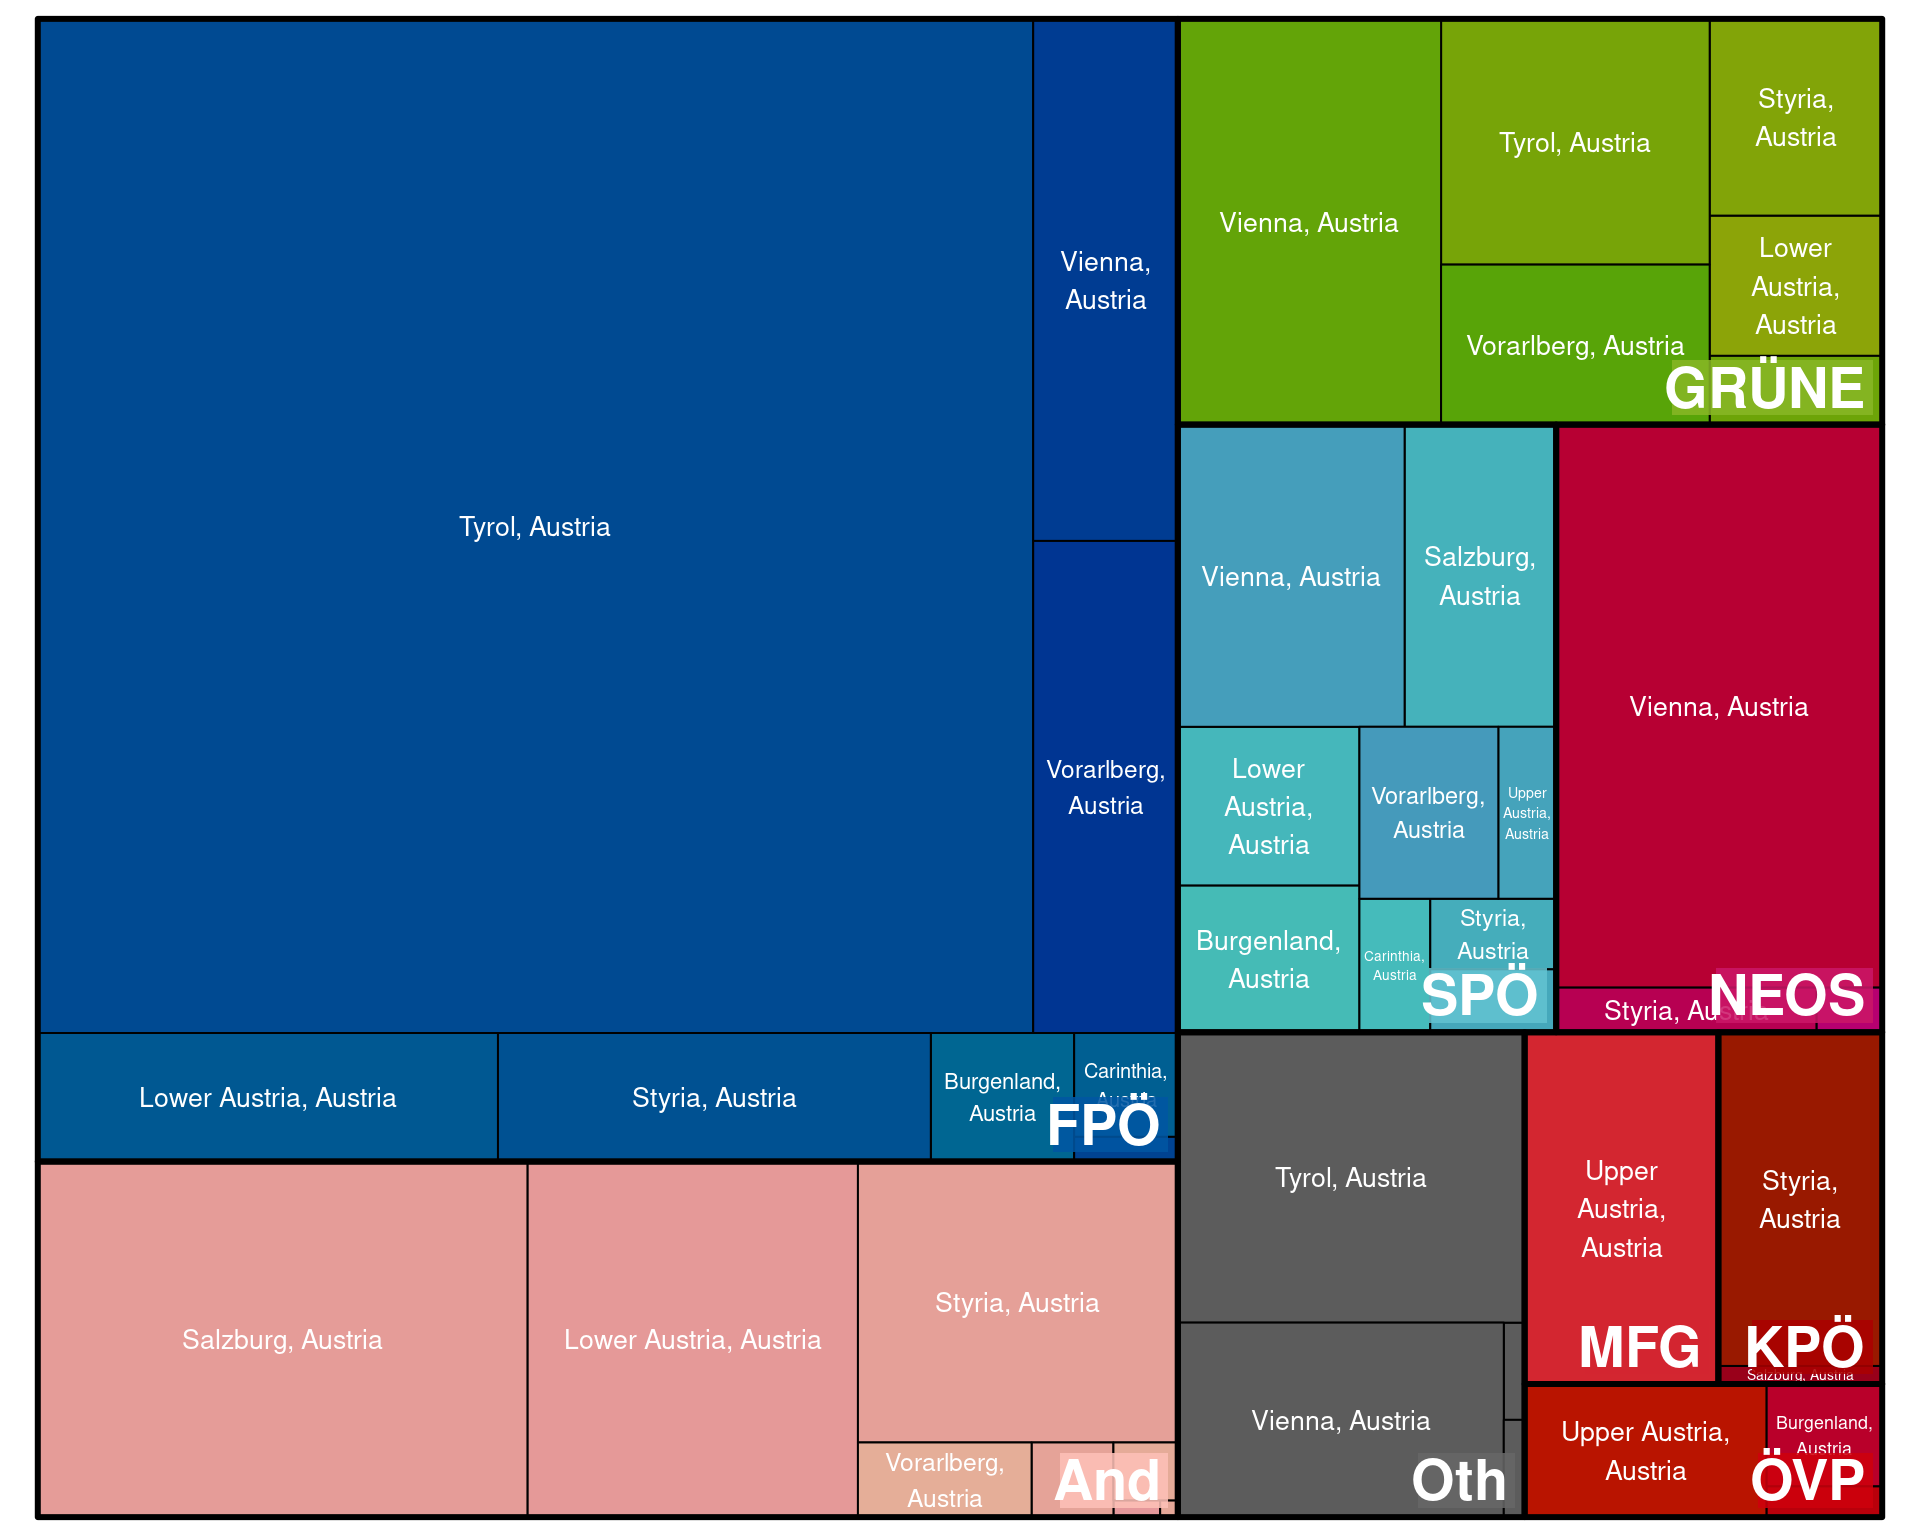 Tyrol, Austria
Vienna,
Austria
Vorarlberg,
Austria
Lower Austria, Austria
Styria, Austria
Burgenland,
Austria
Carinthia,
Austria
FPÖ
Salzburg, Austria
Lower Austria, Austria
Styria, Austria
Vorarlberg,
Austria
And
Vienna, Austria
Tyrol, Austria
Vorarlberg, Austria
Styria,
Austria
Lower
Austria,
Austria
GRÜNE
Vienna, Austria
Salzburg,
Austria
Lower
Austria,
Austria
Vorarlberg,
Austria
Upper
Austria,
Austria
Burgenland,
Austria
Carinthia,
Austria
Styria,
Austria
SPÖ
Vienna, Austria
Styria, Austria
NEOS
Tyrol, Austria
Vienna, Austria
Oth
Upper
Austria,
Austria
MFG
Styria,
Austria
KPÖ
Salzburg, Austria
Upper Austria,
Austria
Burgenland,
Austria
ÖVP